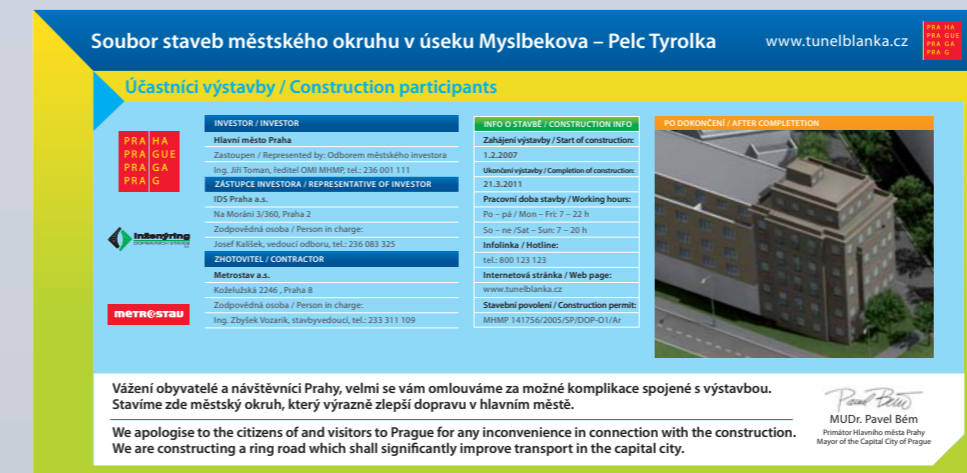 Soubor staveb městského okruhu v úseku Myslbekova – Pelc Tyrolka
www.tunelblanka.cz
PRA HA
PRA GUE
PRA GA
PRA G
Účastníci výstavby / Construction participants
PRA HA
PRA GUE
PRA GA
PRA G
INVESTOR / INVESTOR
Hlavní město Praha
Zastoupen / Represented by: Odborem městského investora
Ing. Jiří Toman, ředitel OMI MHMP, tel.: 236 001 111
ZÁSTUPCE INVESTORA / REPRESENTATIVE OF INVESTOR
IDS Praha a.s.
Na Moráni 3/360, Praha 2
Zodpovědná osoba / Person in charge:
Josef Kališek, vedoucí odboru, tel.: 236 083 325
Inženýring
DOPRAVNÍCH STAVEB
ZHOTOVITEL / CONTRACTOR
Metrostav a.s.
Koželužská 2246 , Praha 8
Zodpovědná osoba / Person in charge:
Ing. Zbyšek Vozarik, stavbyvedoucí, tel.: 233 311 109
METROSTAV
INFO O STAVBĚ / CONSTRUCTION INFO
Zahájení výstavby / Start of construction:
1.2.2007
Ukončení výstavby / Completion of construction:
21.3.2011
Pracovní doba stavby / Working hours:
Po – pá / Mon – Fri: 7 – 22 h
So – ne /Sat – Sun: 7 – 20 h
Infolinka / Hotline:
tel.: 800 123 123
Internetová stránka / Web page:
www.tunelblanka.cz
Stavební povolení / Construction permit:
MHMP 141756/2005/SP/DOP-O1/Ar
PO DOKONČENÍ / AFTER COMPLETETION
Vážení obyvatelé a návštěvníci Prahy, velmi se vám omlouváme za možné komplikace spojené s výstavbou.
Stavíme zde městský okruh, který výrazně zlepší dopravu v hlavním městě.
We apologise to the citizens of and visitors to Prague for any inconvenience in connection with the construction.
We are constructing a ring road which shall significantly improve transport in the capital city.
Pavel Bém
MUDr. Pavel Bém
Primátor Hlavního města Prahy
Mayor of the Capital City of Prague